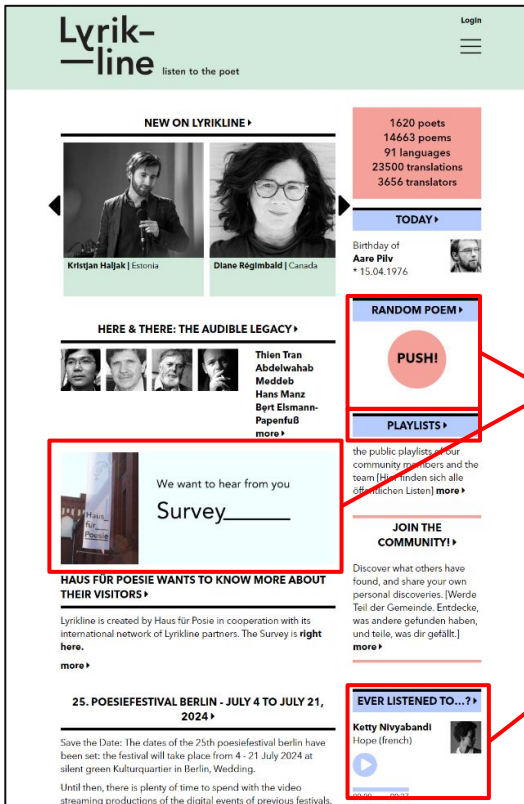 Lyrik–
—line listen to the poet
Login
NEW ON LYRIKLINE
Kristjan Haljak | Estonia
Diane Régimbald | Canada
HERE & THERE: THE AUDIBLE LEGACY
Thien Tran
Abdelwahab
Meddeb
Hans Manz
Bert Elsmann-
Papenfuß
more
Haus_
für_
Poesie
We want to hear from you
Survey_____
HAUS FÜR POESIE WANTS TO KNOW MORE ABOUT
THEIR VISITORS
Lyrikline is created by Haus für Posie in cooperation with its
international network of Lyrikline partners. The Survey is right
here.
more
25. POESIEFESTIVAL BERLIN - JULY 4 TO JULY 21,
2024
Save the Date: The dates of the 25th poesiefestival berlin have
been set: the festival will take place from 4 - 21 July 2024 at
silent green Kulturquartier in Berlin, Wedding.
Until then, there is plenty of time to spend with the video
streaming productions of the digital events of previous festivals.
1620 poets
14663 poems
91 languages
23500 translations
3656 translators
TODAY
Birthday of
Aare Pilv
* 15.04.1976
RANDOM POEM
PUSH!
PLAYLISTS
the public playlists of our
community members and the
team [Hier finden sich alle
öffentlichen Listen] more
JOIN THE
COMMUNITY!
Discover what others have
found, and share your own
personal discoveries. [Werde
Teil der Gemeinde. Entdecke,
was andere gefunden haben,
und teile, was dir gefällt.]
more
EVER LISTENED TO...?
Ketty Nivyabandi
Hope (french)
00:00 00:27